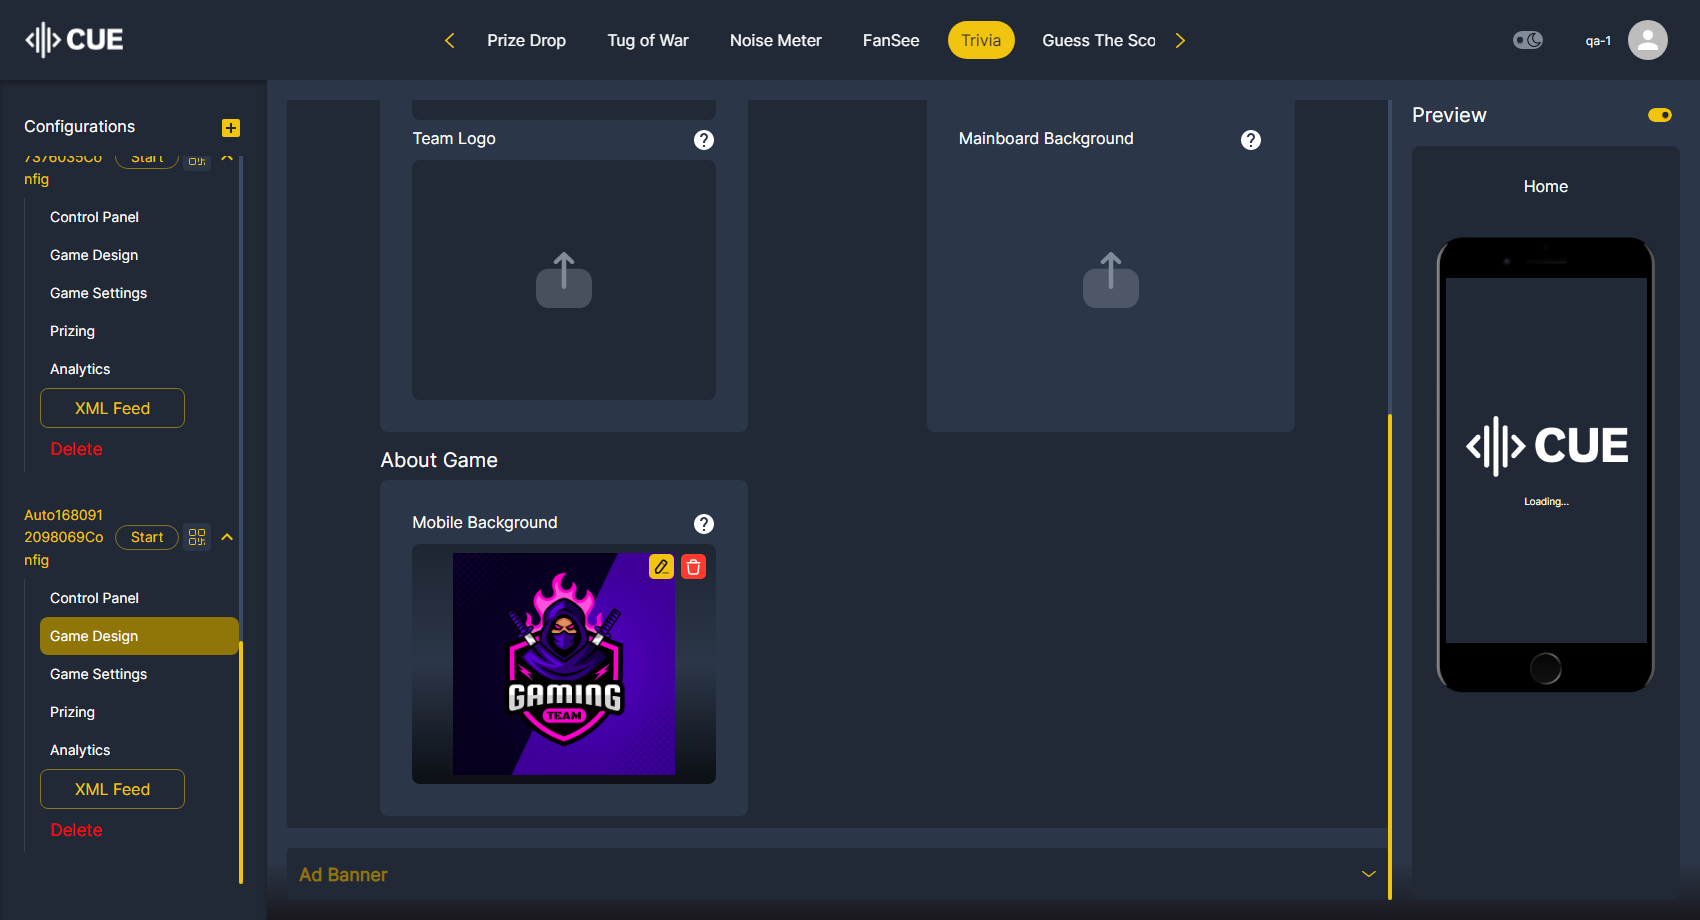 CUE
Prize Drop
Tug of War
Noise Meter
FanSee
Trivia
Guess The Sco
qa-1
Configurations
7376035Co
nfig
Start
Control Panel
Game Design
Game Settings
Prizing
Analytics
XML Feed
Delete
Auto168091
2098069Co
nfig
Start
Control Panel
Game Design
Game Settings
Prizing
Analytics
XML Feed
Delete
Team Logo
?
Mainboard Background
?
About Game
Mobile Background
?
GAMING
TEAM
Ad Banner
Preview
Home
CUE
Loading...